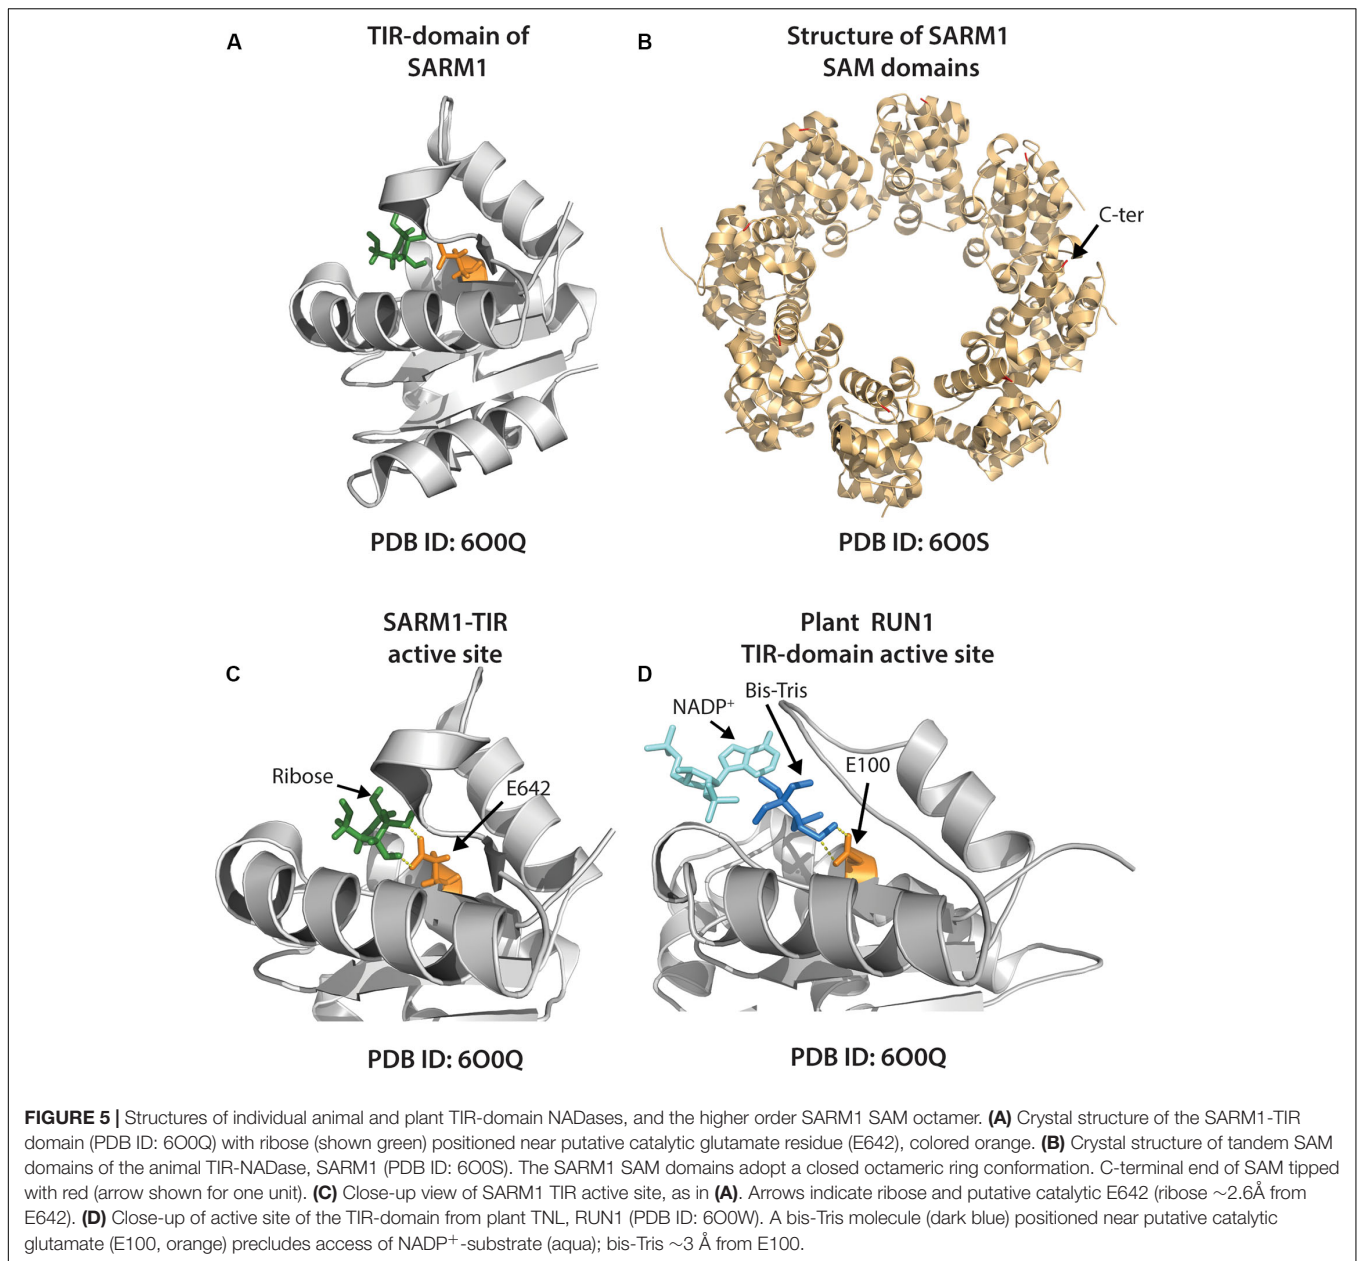 A
TIR-domain of
SARM1
B
Structure of SARM1
SAM domains
C-ter
PDB ID: 6O0Q
PDB ID: 6O0S
C
SARM1-TIR
active site
Ribose
E642
PDB ID: 6O0Q
D
Plant RUN1
TIR-domain active site
Bis-Tris
NADP+
E100
PDB ID: 6O0Q
FIGURE 5 | Structures of individual animal and plant TIR-domain NADases, and the higher order SARM1 SAM octamer. (A) Crystal structure of the SARM1-TIR
domain (PDB ID: 6O0Q) with ribose (shown green) positioned near putative catalytic glutamate residue (E642), colored orange. (B) Crystal structure of tandem SAM
domains of the animal TIR-NADase, SARM1 (PDB ID: 6O0S). The SARM1 SAM domains adopt a closed octameric ring conformation. C-terminal end of SAM tipped
with red (arrow shown for one unit). (C) Close-up view of SARM1 TIR active site, as in (A). Arrows indicate ribose and putative catalytic E642 (ribose ~2.6Å from
E642). (D) Close-up of active site of the TIR-domain from plant TNL, RUN1 (PDB ID: 6O0W). A bis-Tris molecule (dark blue) positioned near putative catalytic
glutamate (E100, orange) precludes access of NADP+-substrate (aqua); bis-Tris ~3 Å from E100.